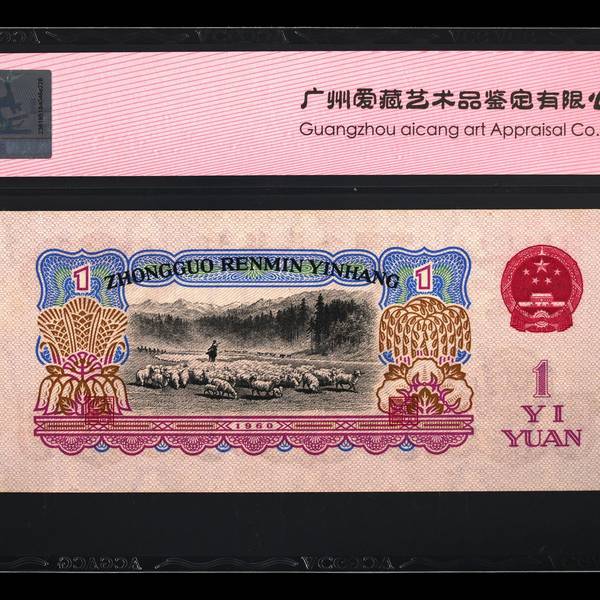 广州爱藏艺术品鉴定有限公
Guangzhou aicang art Appraisal Co.
1
ZHONGGUO RENMIN YINHANG
1
1960
1
YI
YUAN